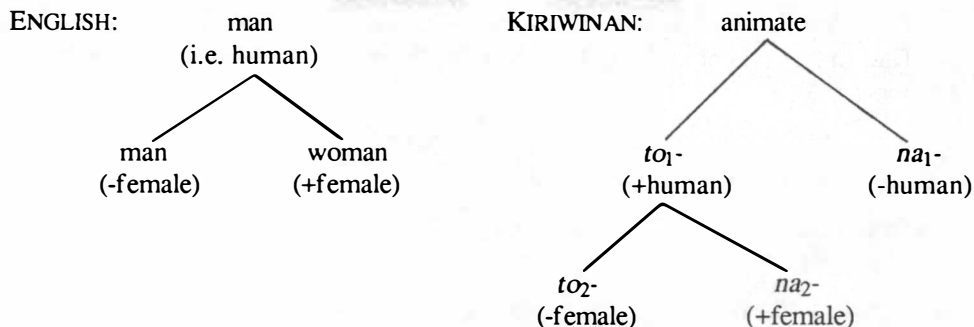 ENGLISH: man KIRIWINAN: animate
(i.e. human)
man woman to1- na1-
(-female) (+female) (+human) (-human)
to2- na2-
(-female) (+female)